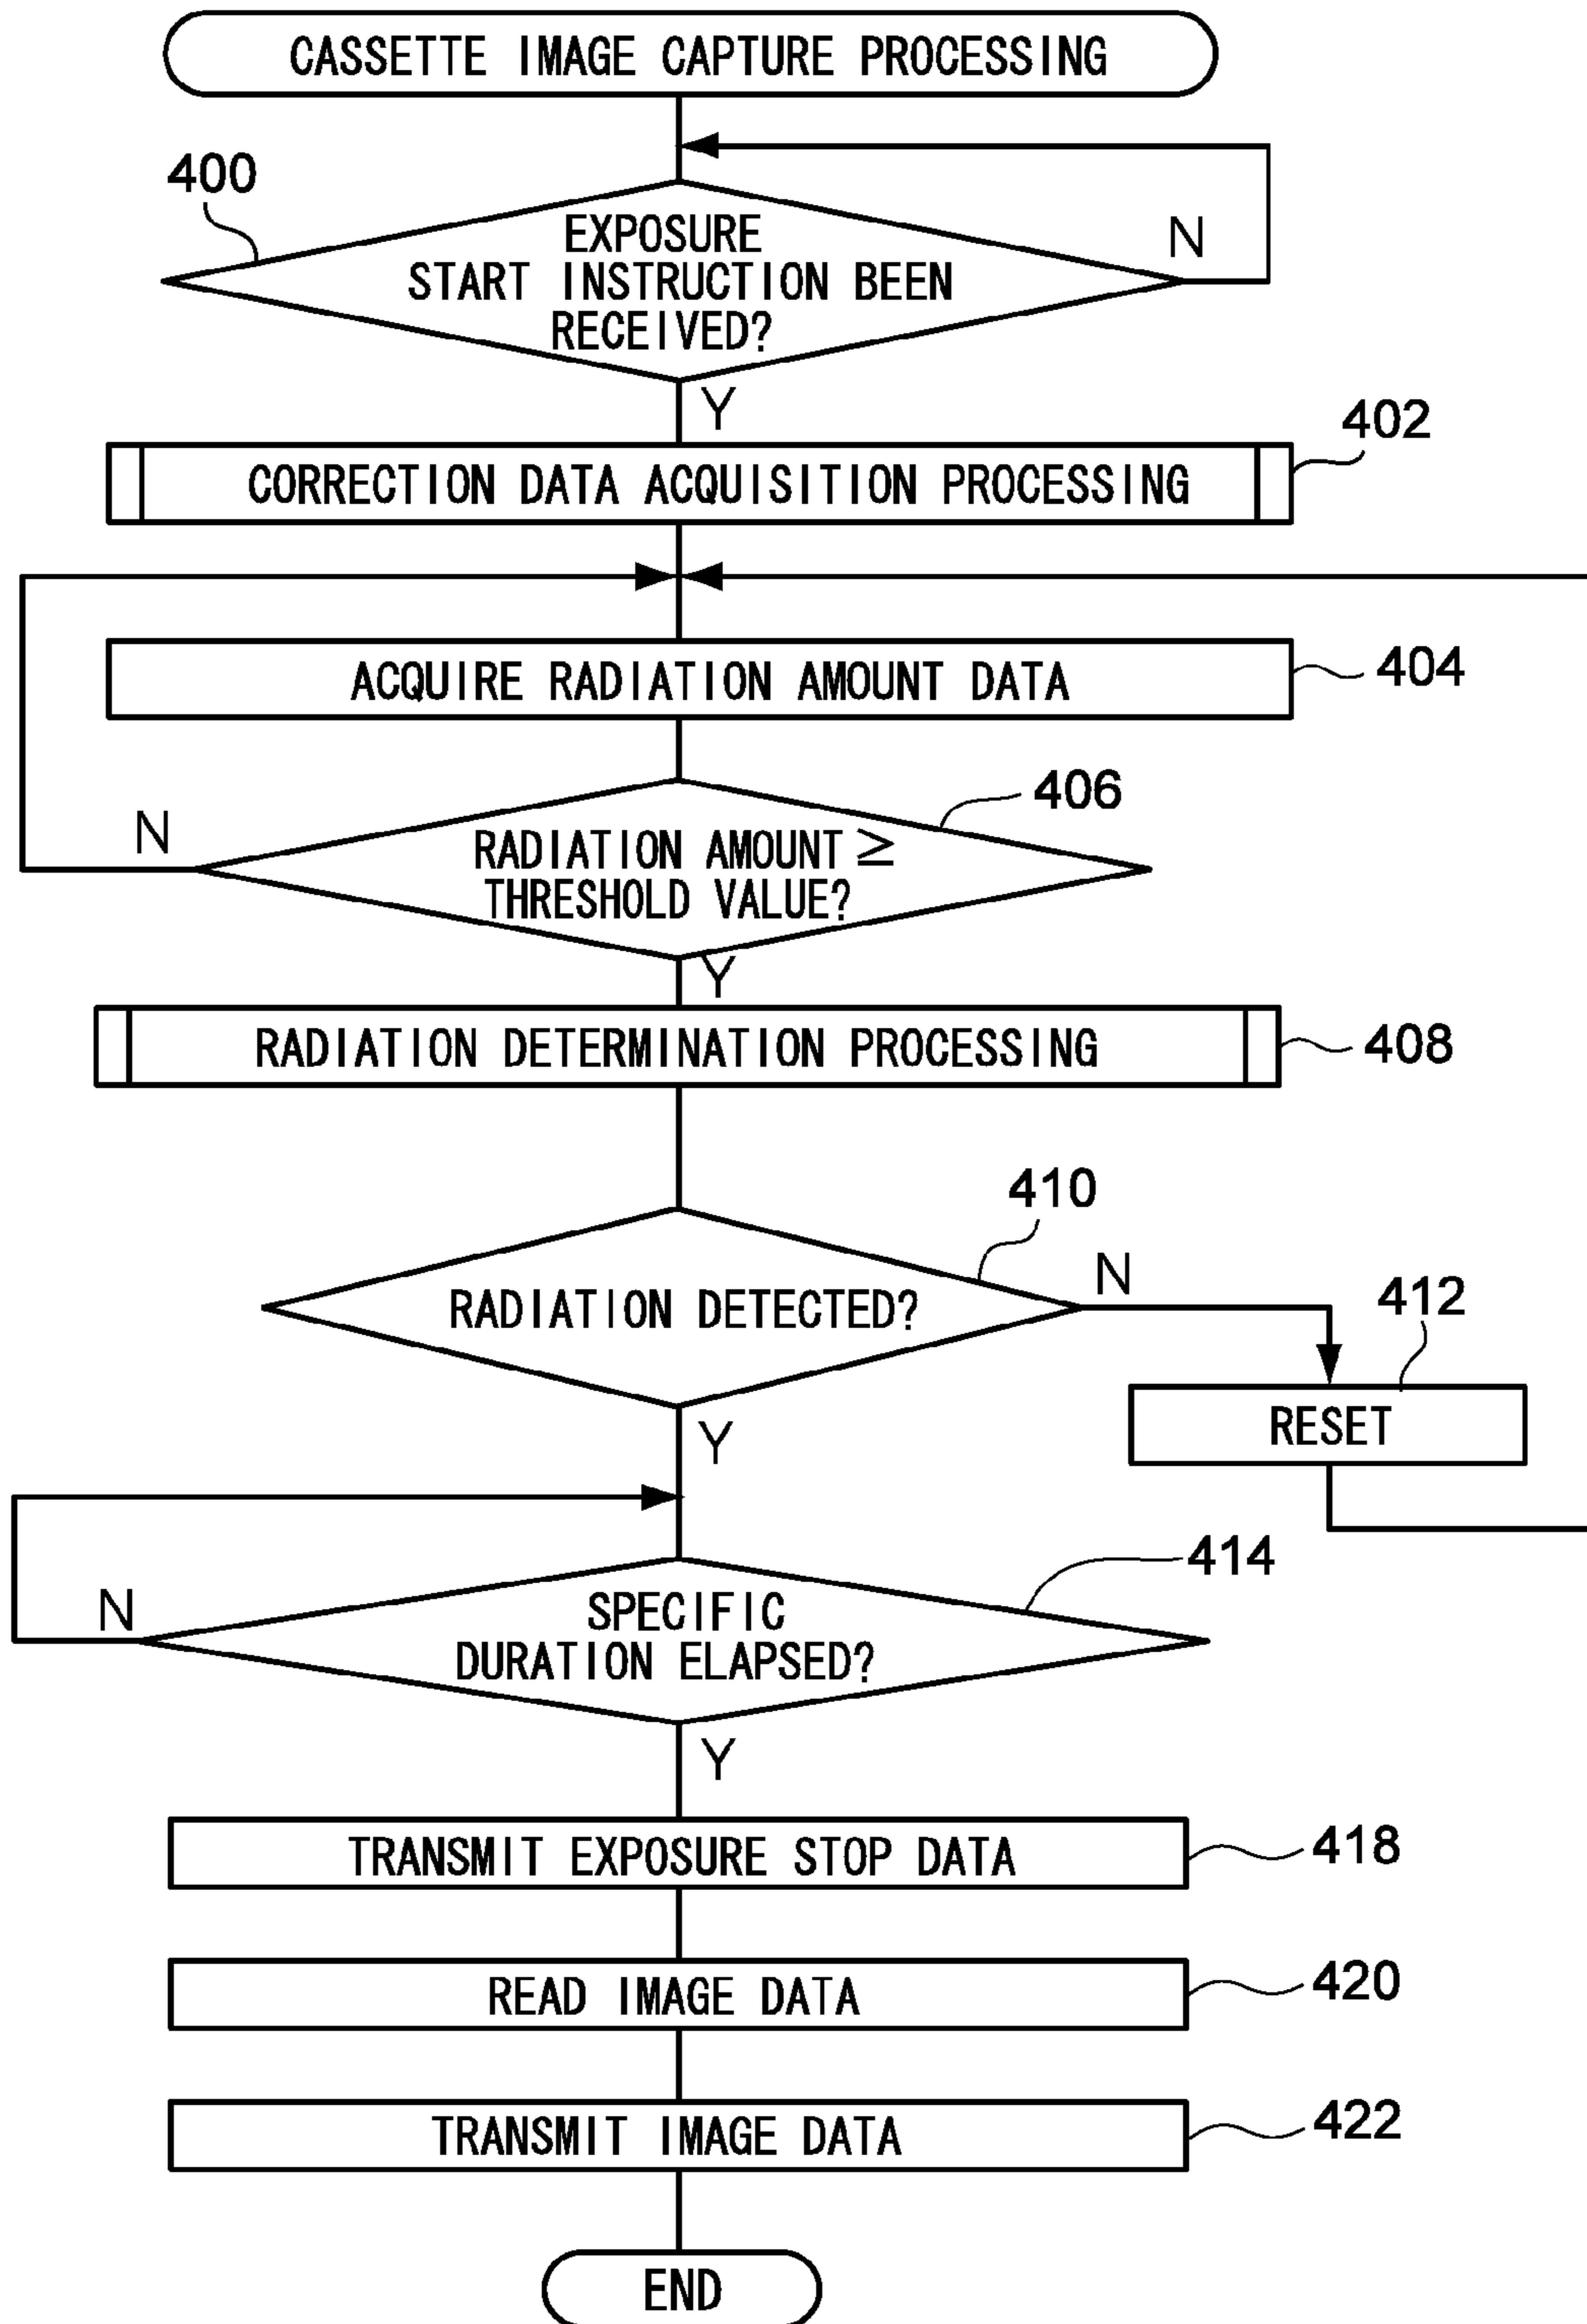 CASSETTE IMAGE CAPTURE PROCESSING
400
EXPOSURE
START INSTRUCTION BEEN
RECEIVED?
N
Y
402
CORRECTION DATA ACQUISITION PROCESSING
ACQUIRE RADIATION AMOUNT DATA
404
406
N
RADIATION AMOUNT ≥
THRESHOLD VALUE?
Y
RADIATION DETERMINATION PROCESSING
408
410
N
RADIATION DETECTED?
412
RESET
Y
414
N
SPECIFIC
DURATION ELAPSED?
Y
TRANSMIT EXPOSURE STOP DATA
418
READ IMAGE DATA
420
TRANSMIT IMAGE DATA
422
END